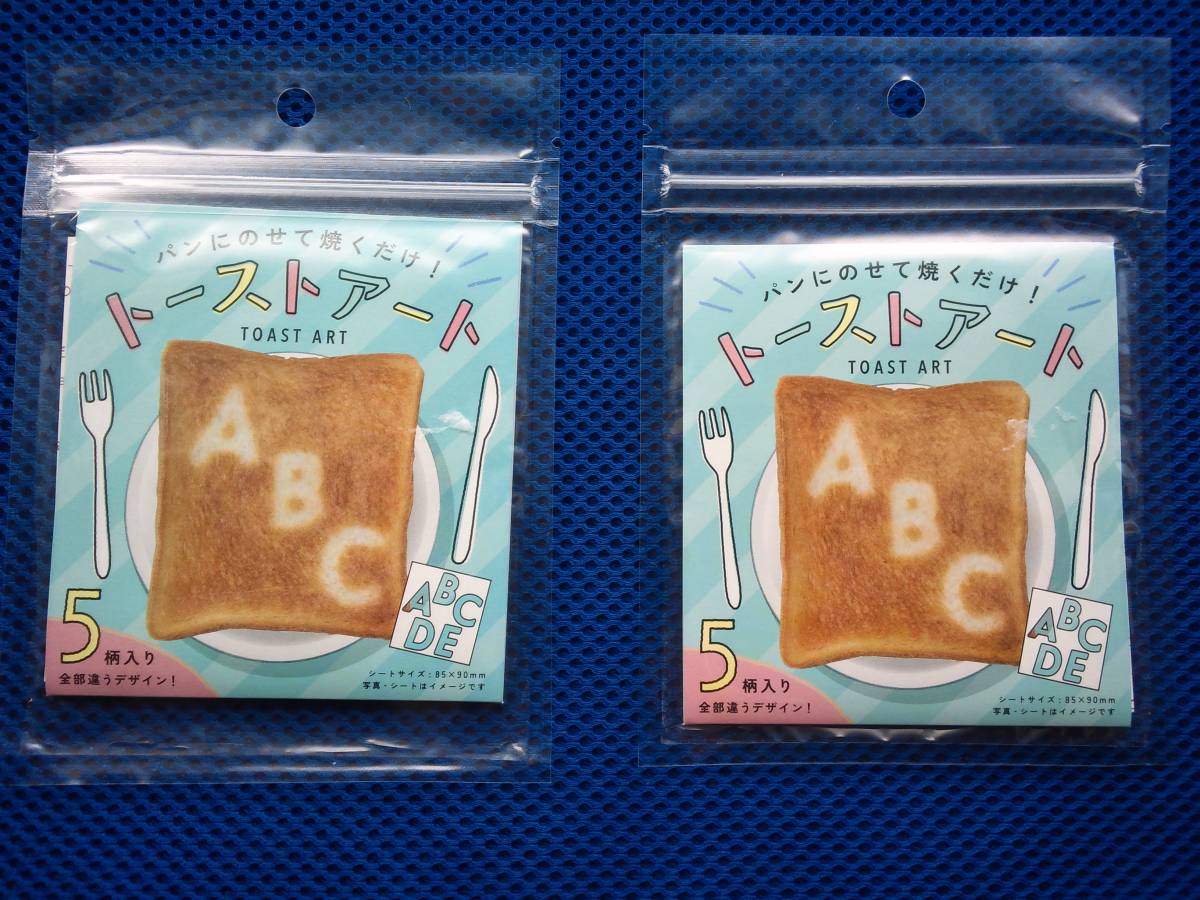 パンにのせて焼くだけ!
トーストアート
TOAST ART
A
B
C
ABC
DE
5柄入り
全部違うデザイン!
シートサイズ:85×90mm
写真・シートはイメージです
パンにのせて焼くだけ!
トーストアート
TOAST ART
A
B
C
ABC
DE
5柄入り
全部違うデザイン!
シートサイズ:85×90mm
写真・シートはイメージです